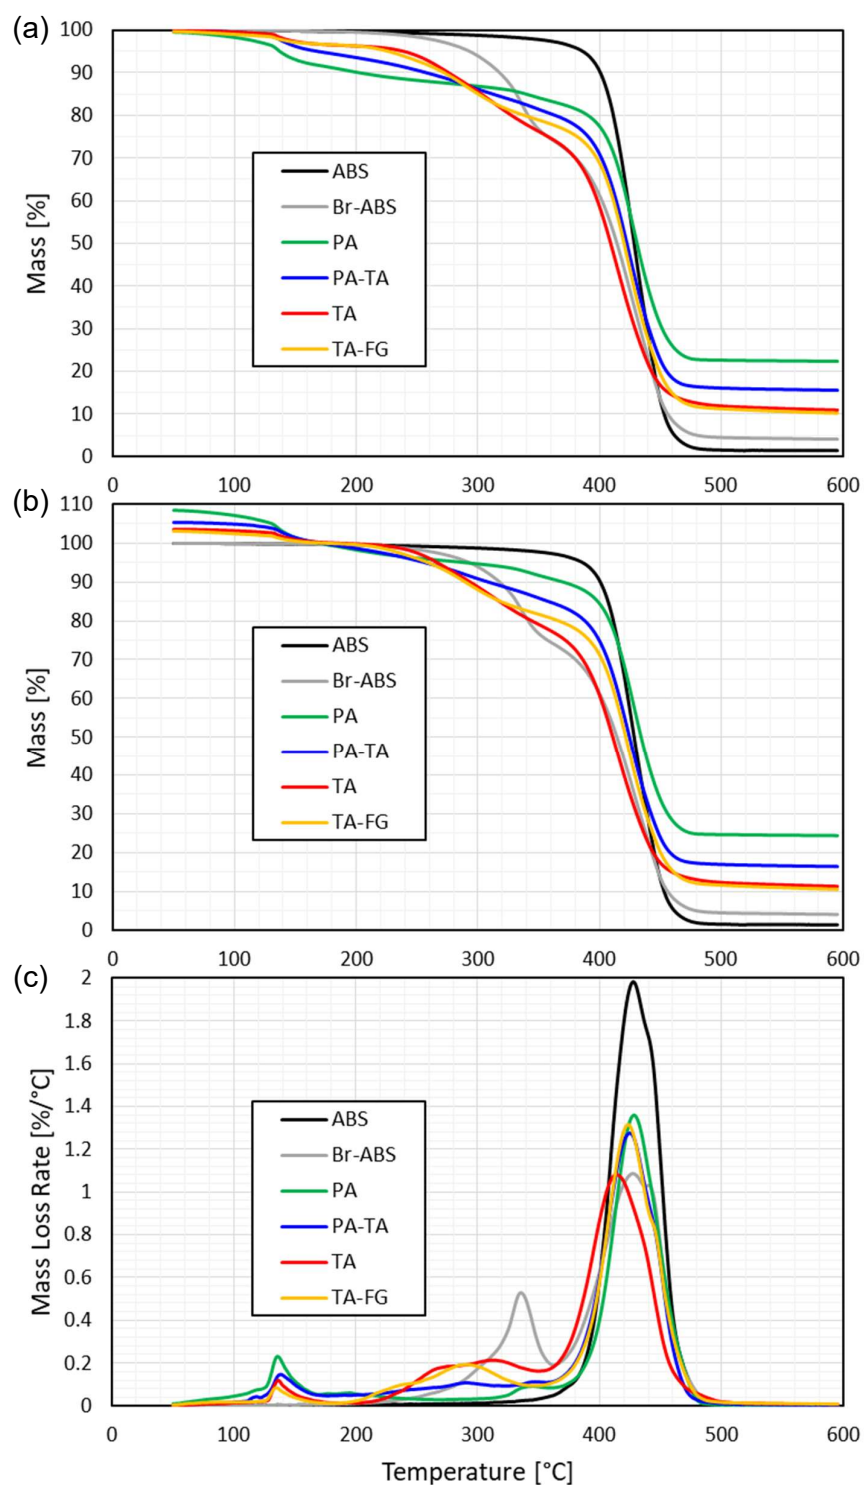 (a)
Mass [%]
100
90
80
70
60
50
40
30
20
10
0
ABS
Br-ABS
PA
PA-TA
TA
TA-FG
0 100 200 300 400 500 600
(b)
Mass [%]
110
100
90
80
70
60
50
40
30
20
10
0
ABS
Br-ABS
PA
PA-TA
TA
TA-FG
0 100 200 300 400 500 600
(c)
Mass Loss Rate [%/°C]
2
1.8
1.6
1.4
1.2
1
0.8
0.6
0.4
0.2
0
ABS
Br-ABS
PA
PA-TA
TA
TA-FG
0 100 200 300 400 500 600
Temperature [°C]